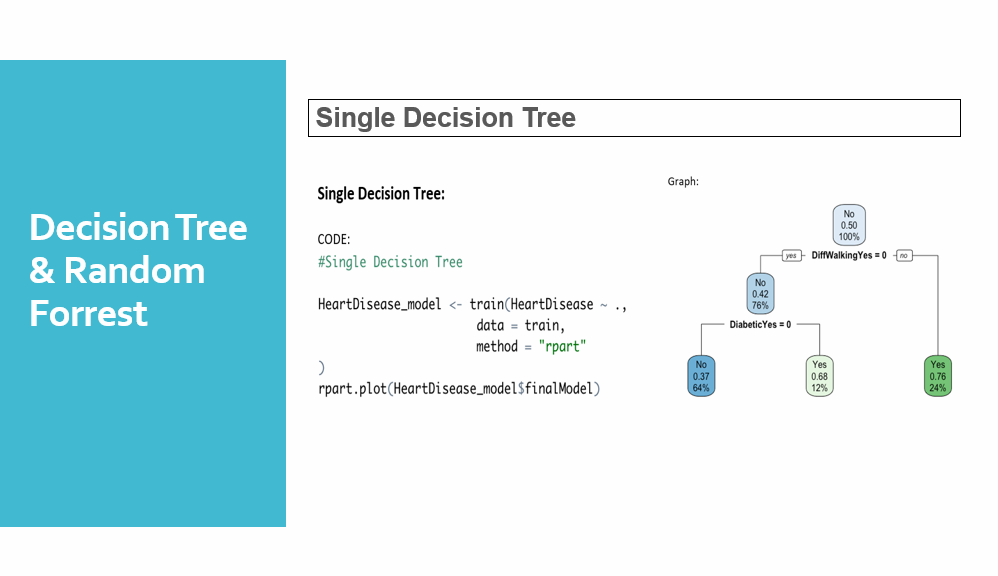 Decision Tree
& Random
Forrest
Single Decision Tree
Single Decision Tree:
CODE:
#Single Decision Tree
HeartDisease_model <- train(HeartDisease ~ .,
data = train,
method = "rpart"
)
rpart.plot(HeartDisease_model$finalModel)
Graph:
No
0.50
100%
yes DiffWalkingYes = 0 no
No
0.42
76%
DiabeticYes = 0
No
0.37
64%
Yes
0.68
12%
Yes
0.76
24%